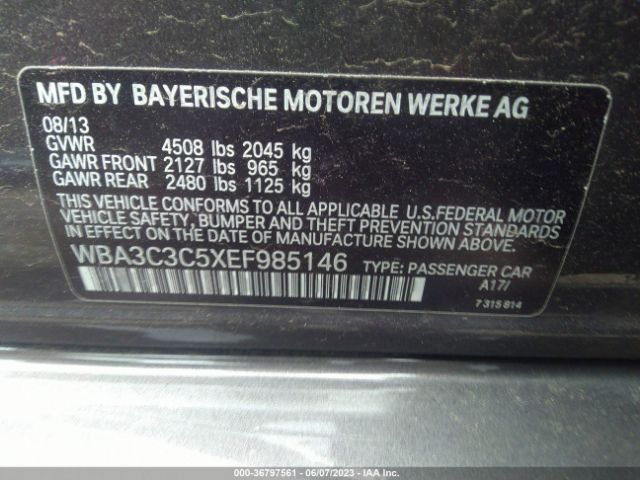 MFD BY BAYERISCHE MOTOREN WERKE AG
08/13
GVWR 4508 lbs 2045 kg
GAWR FRONT 2127 lbs 965 kg
GAWR REAR 2480 lbs 1125 kg
THIS VEHICLE CONFORMS TO ALL APPLICABLE U.S.FEDERAL MOTOR
VEHICLE SAFETY, BUMPER AND THEFT PREVENTION STANDARDS
IN EFFECT ON THE DATE OF MANUFACTURE SHOWN ABOVE.
WBA3C3C5XEF985146 TYPE: PASSENGER CAR
A17/
7 315 814
000-36797561 - 06/07/2023 - IAA Inc.